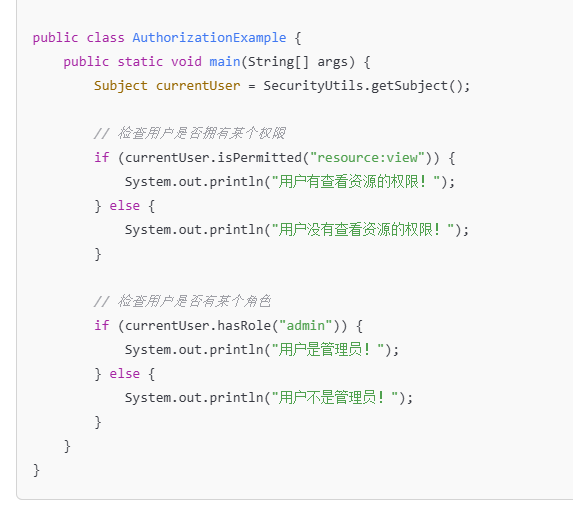 public class AuthorizationExample {
    public static void main(String[] args) {
        Subject currentUser = SecurityUtils.getSubject();
        // 检查用户是否拥有某个权限
        if (currentUser.isPermitted("resource:view")) {
            System.out.println("用户有查看资源的权限！");
        } else {
            System.out.println("用户没有查看资源的权限！");
        }
        // 检查用户是否有某个角色
        if (currentUser.hasRole("admin")) {
            System.out.println("用户是管理员！");
        } else {
            System.out.println("用户不是管理员！");
        }
    }
}